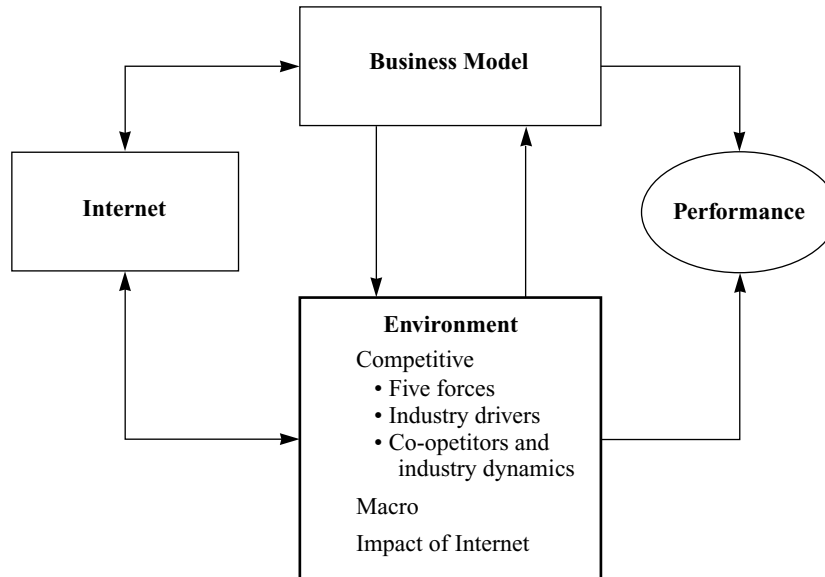 Business Model
Internet
Performance
Environment
Competitive
• Five forces
• Industry drivers
• Co-opetitors and
industry dynamics
Macro
Impact of Internet